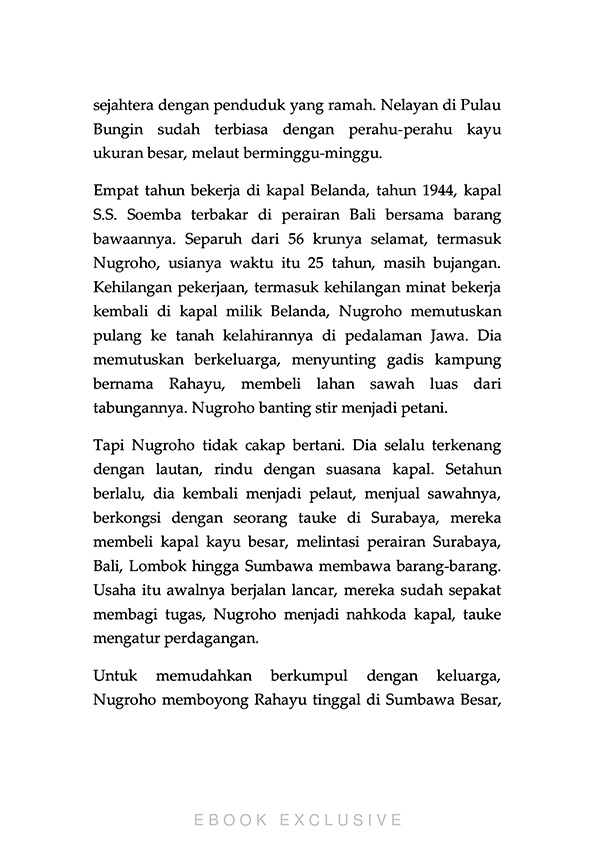 sejahtera dengan penduduk yang ramah. Nelayan di Pulau
Bungin sudah terbiasa dengan perahu-perahu kayu
ukuran besar, melaut berminggu-minggu.
Empat tahun bekerja di kapal Belanda, tahun 1944, kapal
S.S. Soemba terbakar di perairan Bali bersama barang
bawaannya. Separuh dari 56 krunya selamat, termasuk
Nugroho, usianya waktu itu 25 tahun, masih bujangan.
Kehilangan pekerjaan, termasuk kehilangan minat bekerja
kembali di kapal milik Belanda, Nugroho memutuskan
pulang ke tanah kelahirannya di pedalaman Jawa. Dia
memutuskan berkeluarga, menyunting gadis kampung
bernama Rahayu, membeli lahan sawah luas dari
tabungannya. Nugroho banting stir menjadi petani.
Tapi Nugroho tidak cakap bertani. Dia selalu terkenang
dengan lautan, rindu dengan suasana kapal. Setahun
berlalu, dia kembali menjadi pelaut, menjual sawahnya,
berkongsi dengan seorang tauke di Surabaya, mereka
membeli kapal kayu besar, melintasi perairan Surabaya,
Bali, Lombok hingga Sumbawa membawa barang-barang.
Usaha itu awalnya berjalan lancar, mereka sudah sepakat
membagi tugas, Nugroho menjadi nahkoda kapal, tauke
mengatur perdagangan.
Untuk memudahkan berkumpul dengan keluarga,
Nugroho memboyong Rahayu tinggal di Sumbawa Besar,
EBOOK EXCLUSIVE